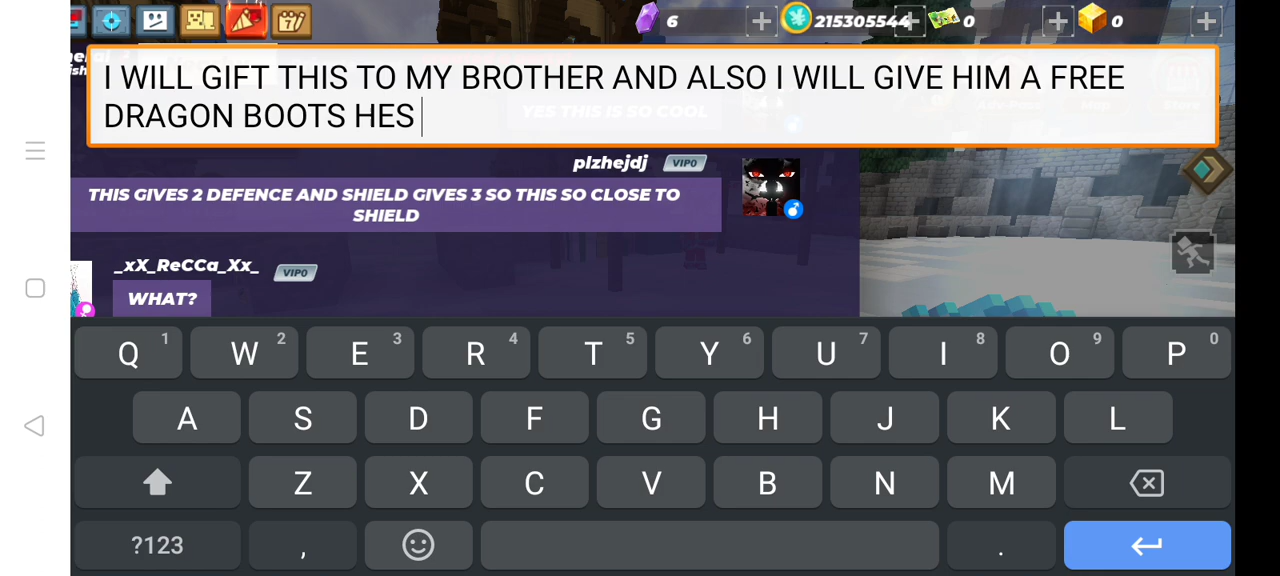 6
215305544
0
0
I WILL GIFT THIS TO MY BROTHER AND ALSO I WILL GIVE HIM A FREE
DRAGON BOOTS HES
YES THIS IS SO COOL
plzhejdj VIP0
THIS GIVES 2 DEFENCE AND SHIELD GIVES 3 SO THIS SO CLOSE TO
SHIELD
_xX_ReCCa_Xx_ VIP0
WHAT?
Q 1 W 2 E 3 R 4 T 5 Y 6 U 7 I 8 O 9 P 0
A S D F G H J K L
Z X C V B N M
?123 , .